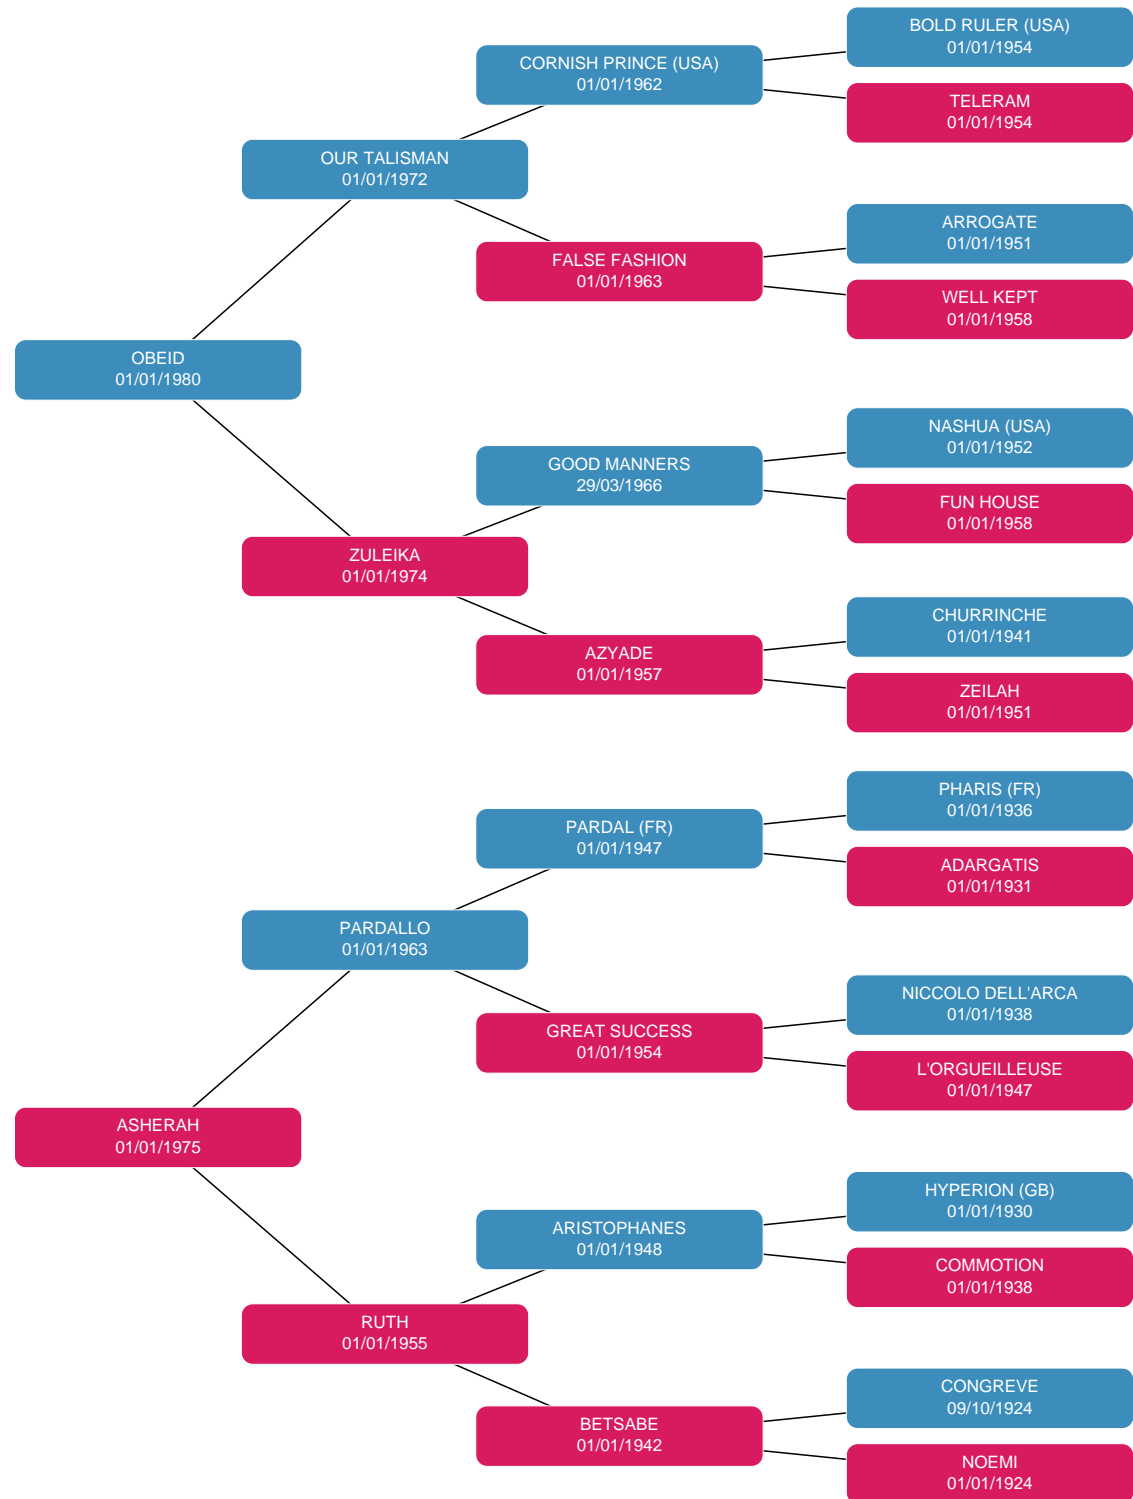 BOLD RULER (USA)
01/01/1954
CORNISH PRINCE (USA)
01/01/1962
TELERAM
01/01/1954
OUR TALISMAN
01/01/1972
ARROGATE
01/01/1951
FALSE FASHION
01/01/1963
WELL KEPT
01/01/1958
OBEID
01/01/1980
NASHUA (USA)
01/01/1952
GOOD MANNERS
29/03/1966
FUN HOUSE
01/01/1958
ZULEIKA
01/01/1974
CHURRINCHE
01/01/1941
AZYADE
01/01/1957
ZEILAH
01/01/1951
PHARIS (FR)
01/01/1936
PARDAL (FR)
01/01/1947
ADARGATIS
01/01/1931
PARDALLO
01/01/1963
NICCOLO DELL'ARCA
01/01/1938
GREAT SUCCESS
01/01/1954
L'ORGUEILLEUSE
01/01/1947
ASHERAH
01/01/1975
HYPERION (GB)
01/01/1930
ARISTOPHANES
01/01/1948
COMMOTION
01/01/1938
RUTH
01/01/1955
CONGREVE
09/10/1924
BETSABE
01/01/1942
NOEMI
01/01/1924